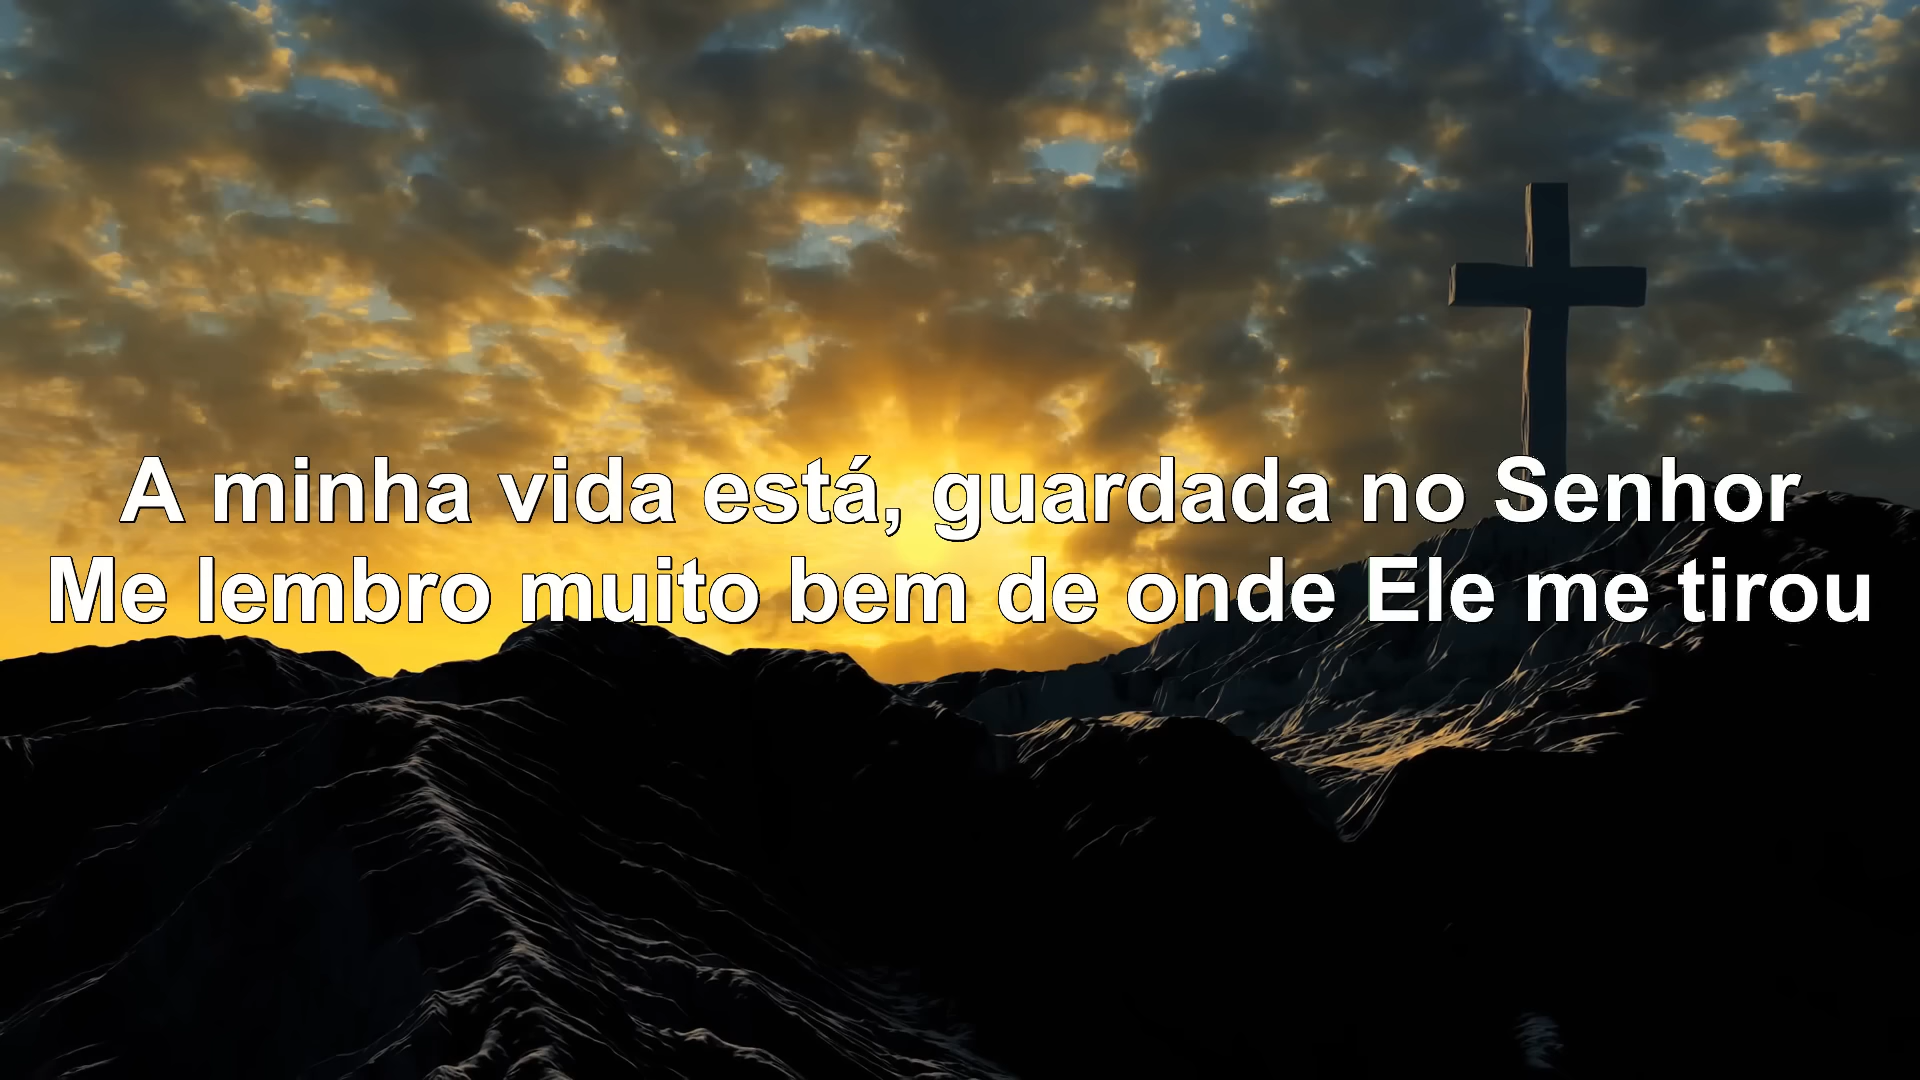 A minha vida está, guardada no Senhor
Me lembro muito bem de onde Ele me tirou